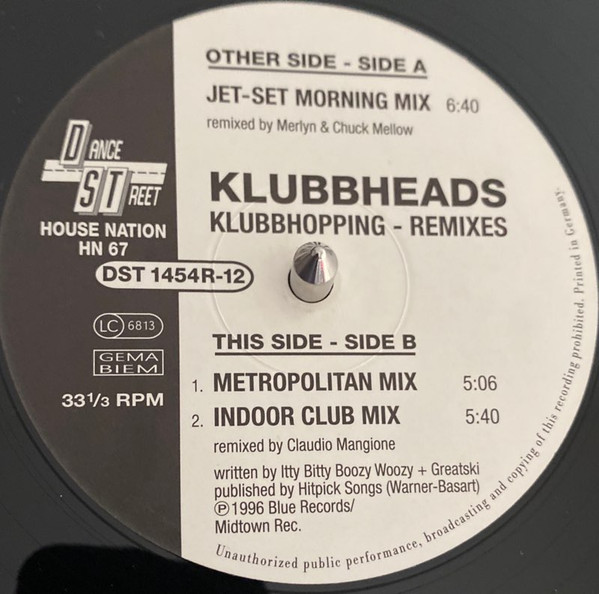 OTHER SIDE - SIDE A
JET-SET MORNING MIX 6:40
remixed by Merlyn & Chuck Mellow
DANCE
STREET
HOUSE NATION
HN 67
DST 1454R-12
LC 6813
GEMA
BIEM
33 1/3 RPM
KLUBBHEADS
KLUBBHOPPING - REMIXES
THIS SIDE - SIDE B
1. METROPOLITAN MIX 5:06
2. INDOOR CLUB MIX 5:40
remixed by Claudio Mangione
written by Itty Bitty Boozy Woozy + Greatski
published by Hitpick Songs (Warner-Basart)
Ⓟ 1996 Blue Records/
Midtown Rec.
Unauthorized public performance, broadcasting and copying of this recording prohibited. Printed in Germany.